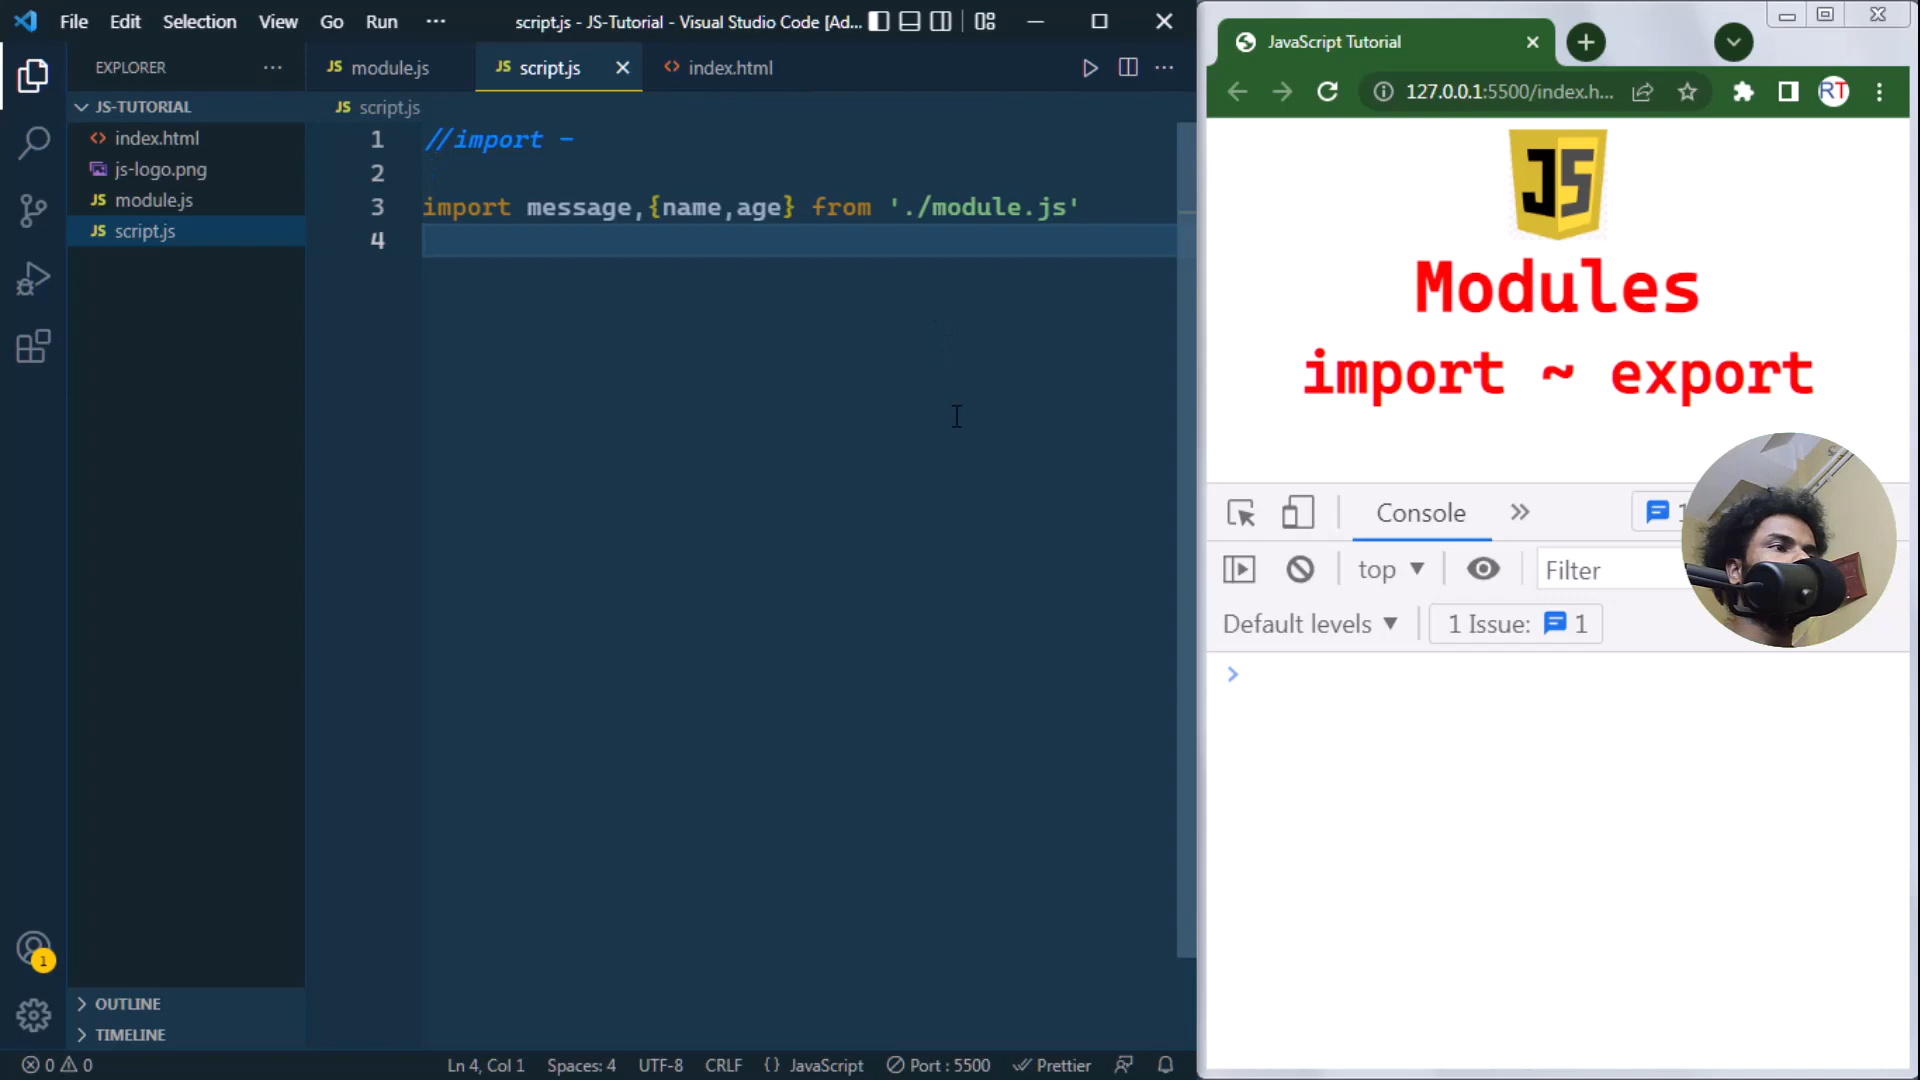 File Edit Selection View Go Run ···
script.js - JS-Tutorial - Visual Studio Code [Ad...
EXPLORER
JS-TUTORIAL
index.html
js-logo.png
JS module.js
JS script.js
OUTLINE
TIMELINE
JS module.js
JS script.js
index.html
JS script.js
1 //import -
2
3 import message,{name,age} from './module.js'
4
1
0 0
Ln 4, Col 1
Spaces: 4
UTF-8
CRLF
{} JavaScript
Port : 5500
Prettier
JavaScript Tutorial
127.0.0.1:5500/index.h...
RT
JS
Modules
import ~ export
Console
1
top
Filter
Default levels
1 Issue: 1